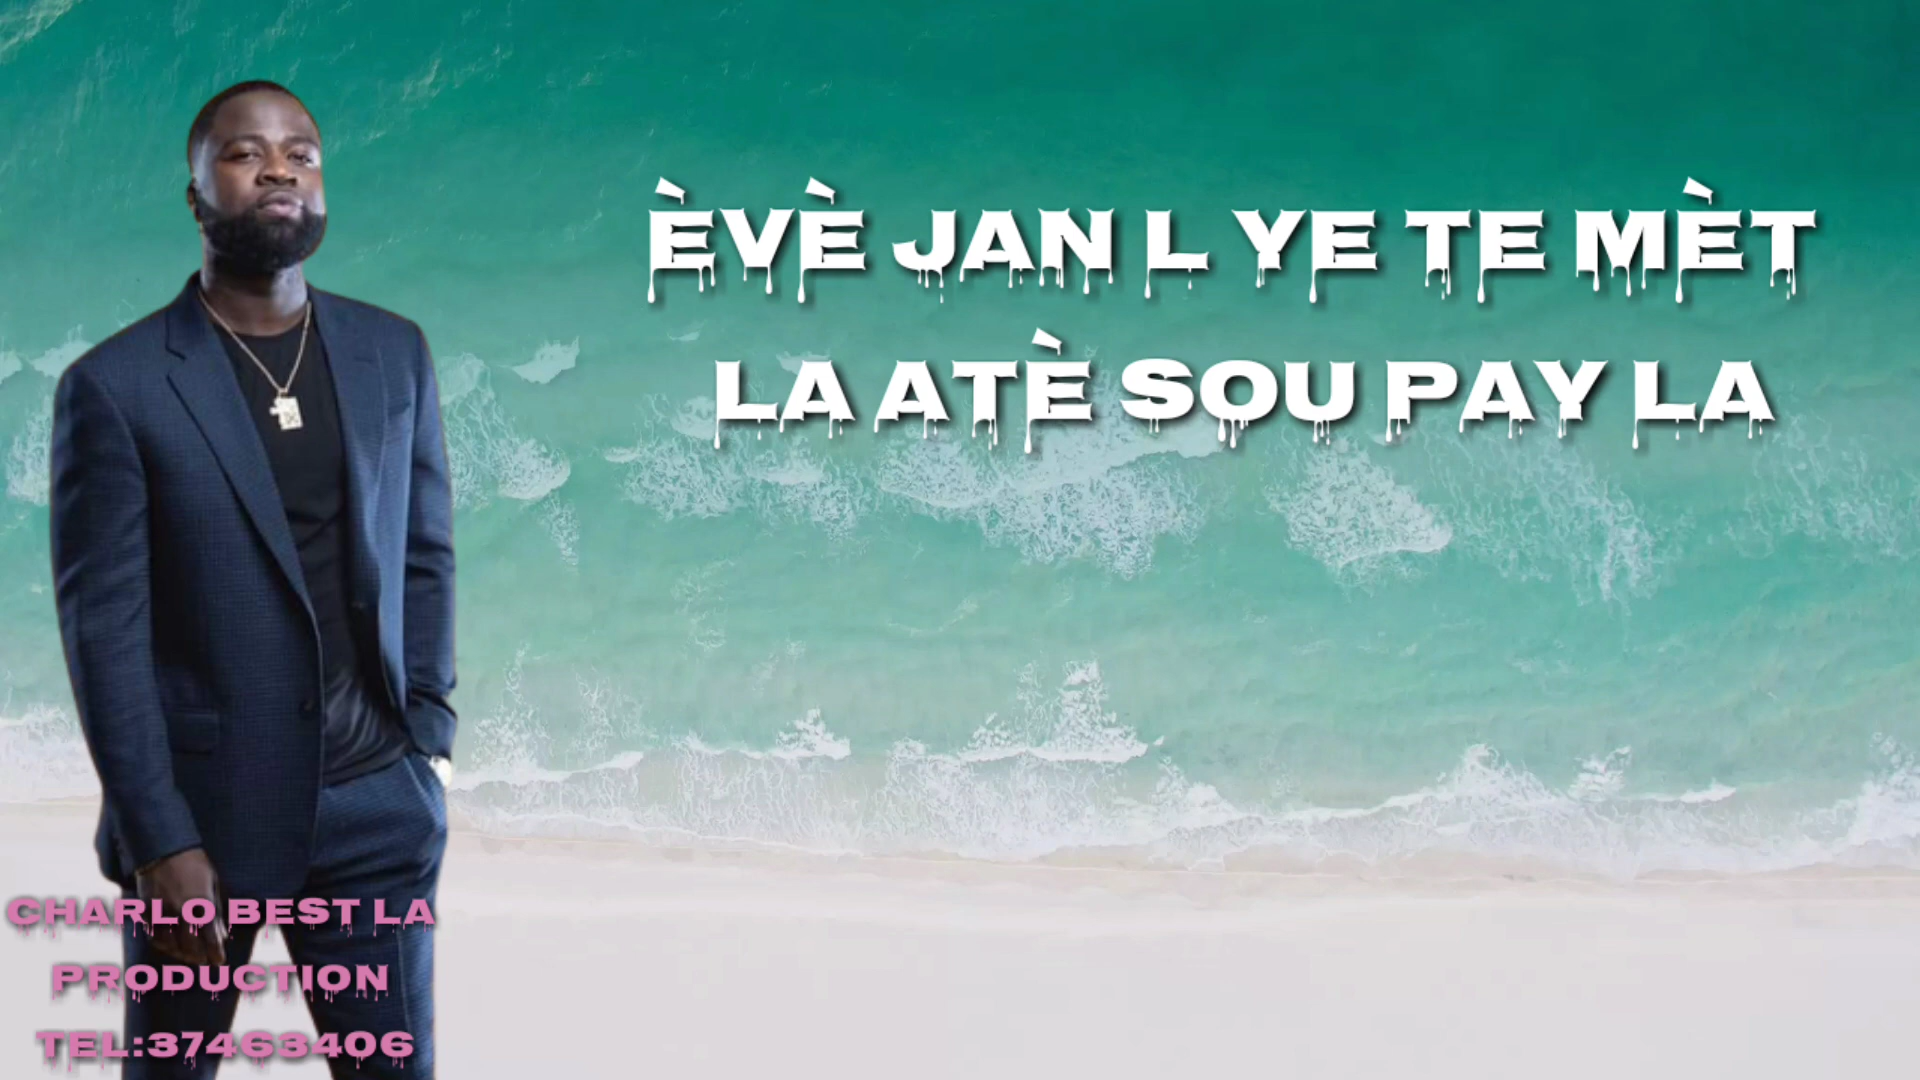 ÈVÈ JAN L YE TE MÈT
LA ATÈ SOU PAY LA
CHARLO BEST LA
PRODUCTION
TEL:37463406